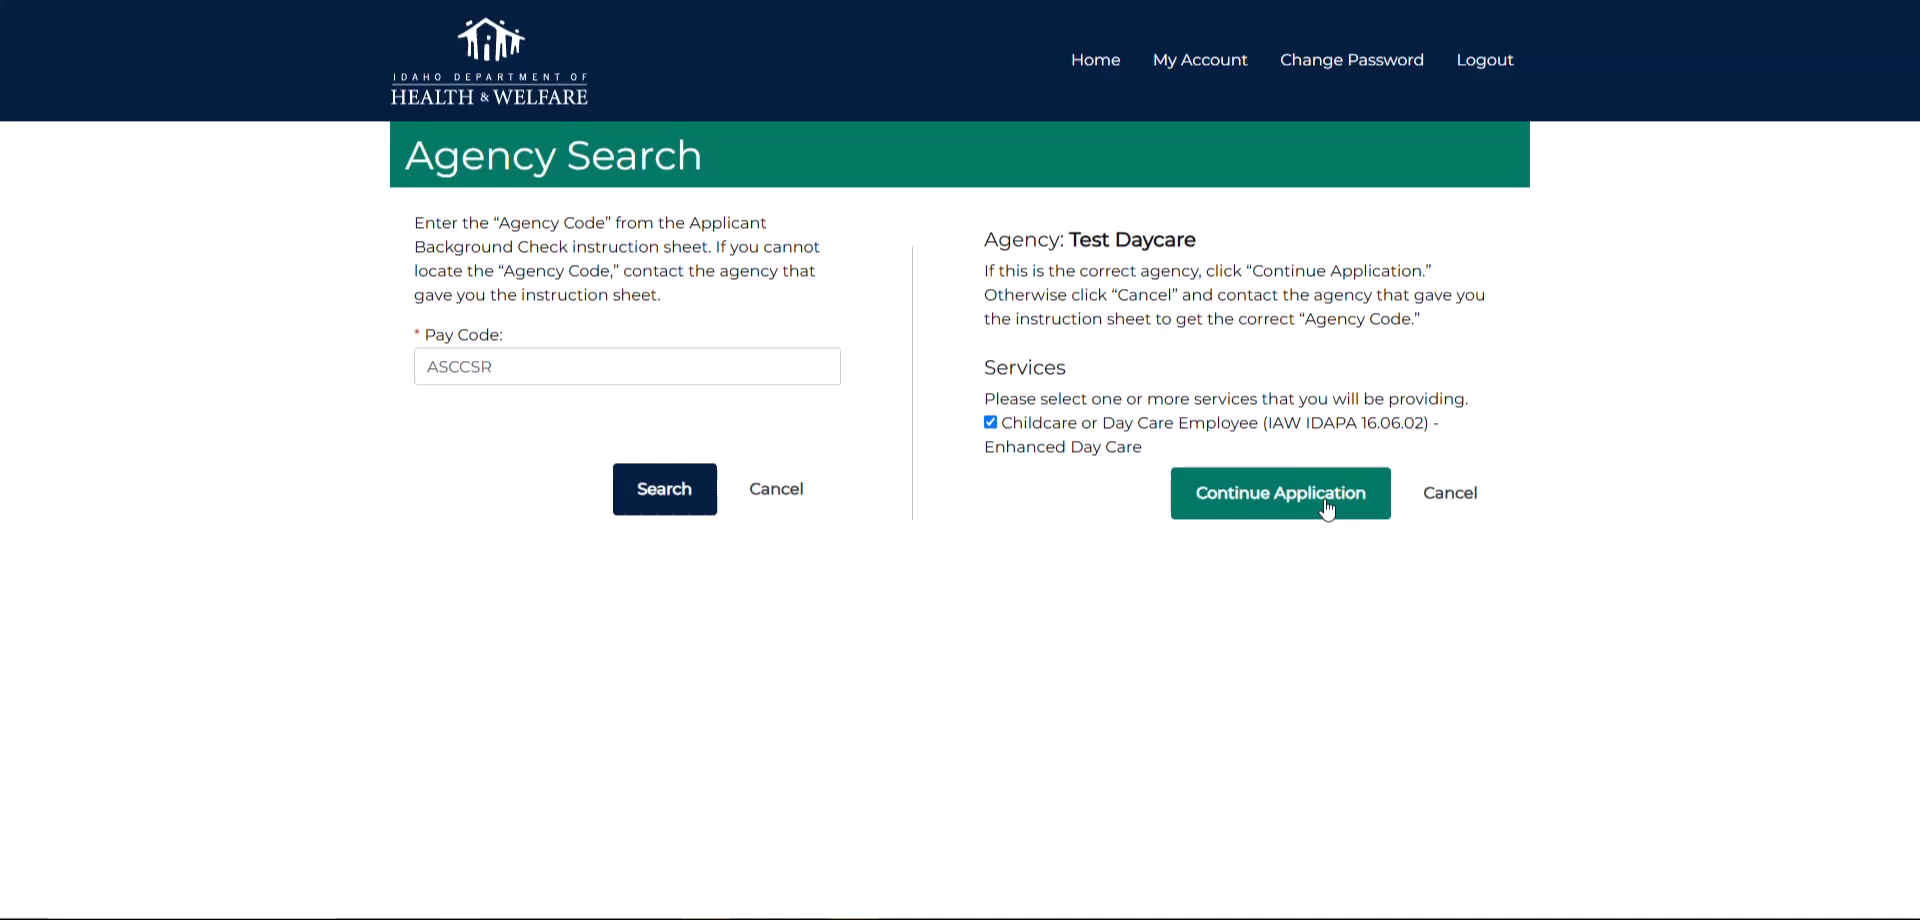 IDAHO DEPARTMENT OF
HEALTH & WELFARE
Home
My Account
Change Password
Logout
Agency Search
Enter the “Agency Code” from the Applicant
Background Check instruction sheet. If you cannot
locate the “Agency Code,” contact the agency that
gave you the instruction sheet.
* Pay Code:
ASCCSR
Search
Cancel
Agency: Test Daycare
If this is the correct agency, click “Continue Application.”
Otherwise click “Cancel” and contact the agency that gave you
the instruction sheet to get the correct “Agency Code.”
Services
Please select one or more services that you will be providing.
Childcare or Day Care Employee (IAW IDAPA 16.06.02) -
Enhanced Day Care
Continue Application
Cancel